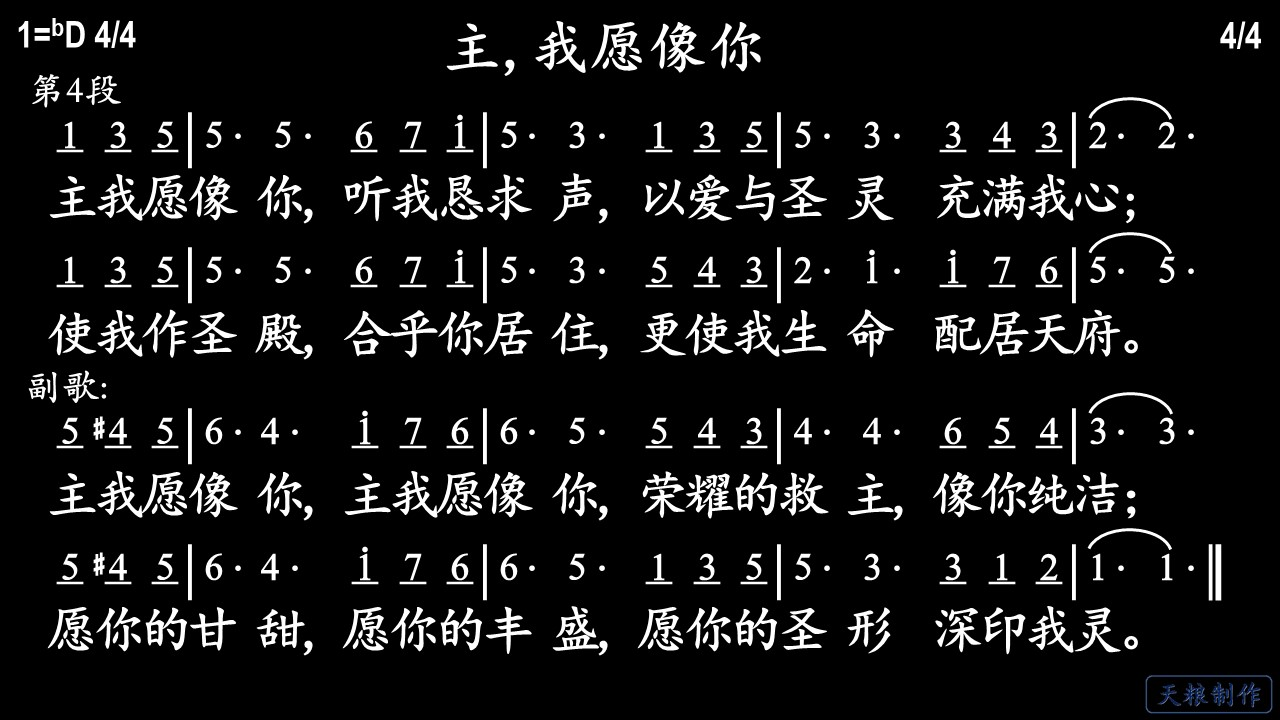 1=ᵇD 4/4 主,我愿像你 4/4
第4段
1 3 5 | 5· 5· 6 7 i | 5· 3· 1 3 5 | 5· 3· 3 4 3 | 2· 2·
主我愿像你,听我恳求声,以爱与圣灵 充满我心;
1 3 5 | 5· 5· 6 7 i | 5· 3· 5 4 3 | 2· i· i 7 6 | 5· 5·
使我作圣殿,合乎你居住,更使我生命 配居天府。
副歌:
5 #4 5 | 6· 4· i 7 6 | 6· 5· 5 4 3 | 4· 4· 6 5 4 | 3· 3·
主我愿像你,主我愿像你,荣耀的救主,像你纯洁;
5 #4 5 | 6· 4· i 7 6 | 6· 5· 1 3 5 | 5· 3· 3 1 2 | 1· 1· ‖
愿你的甘甜,愿你的丰盛,愿你的圣形 深印我灵。
天粮制作